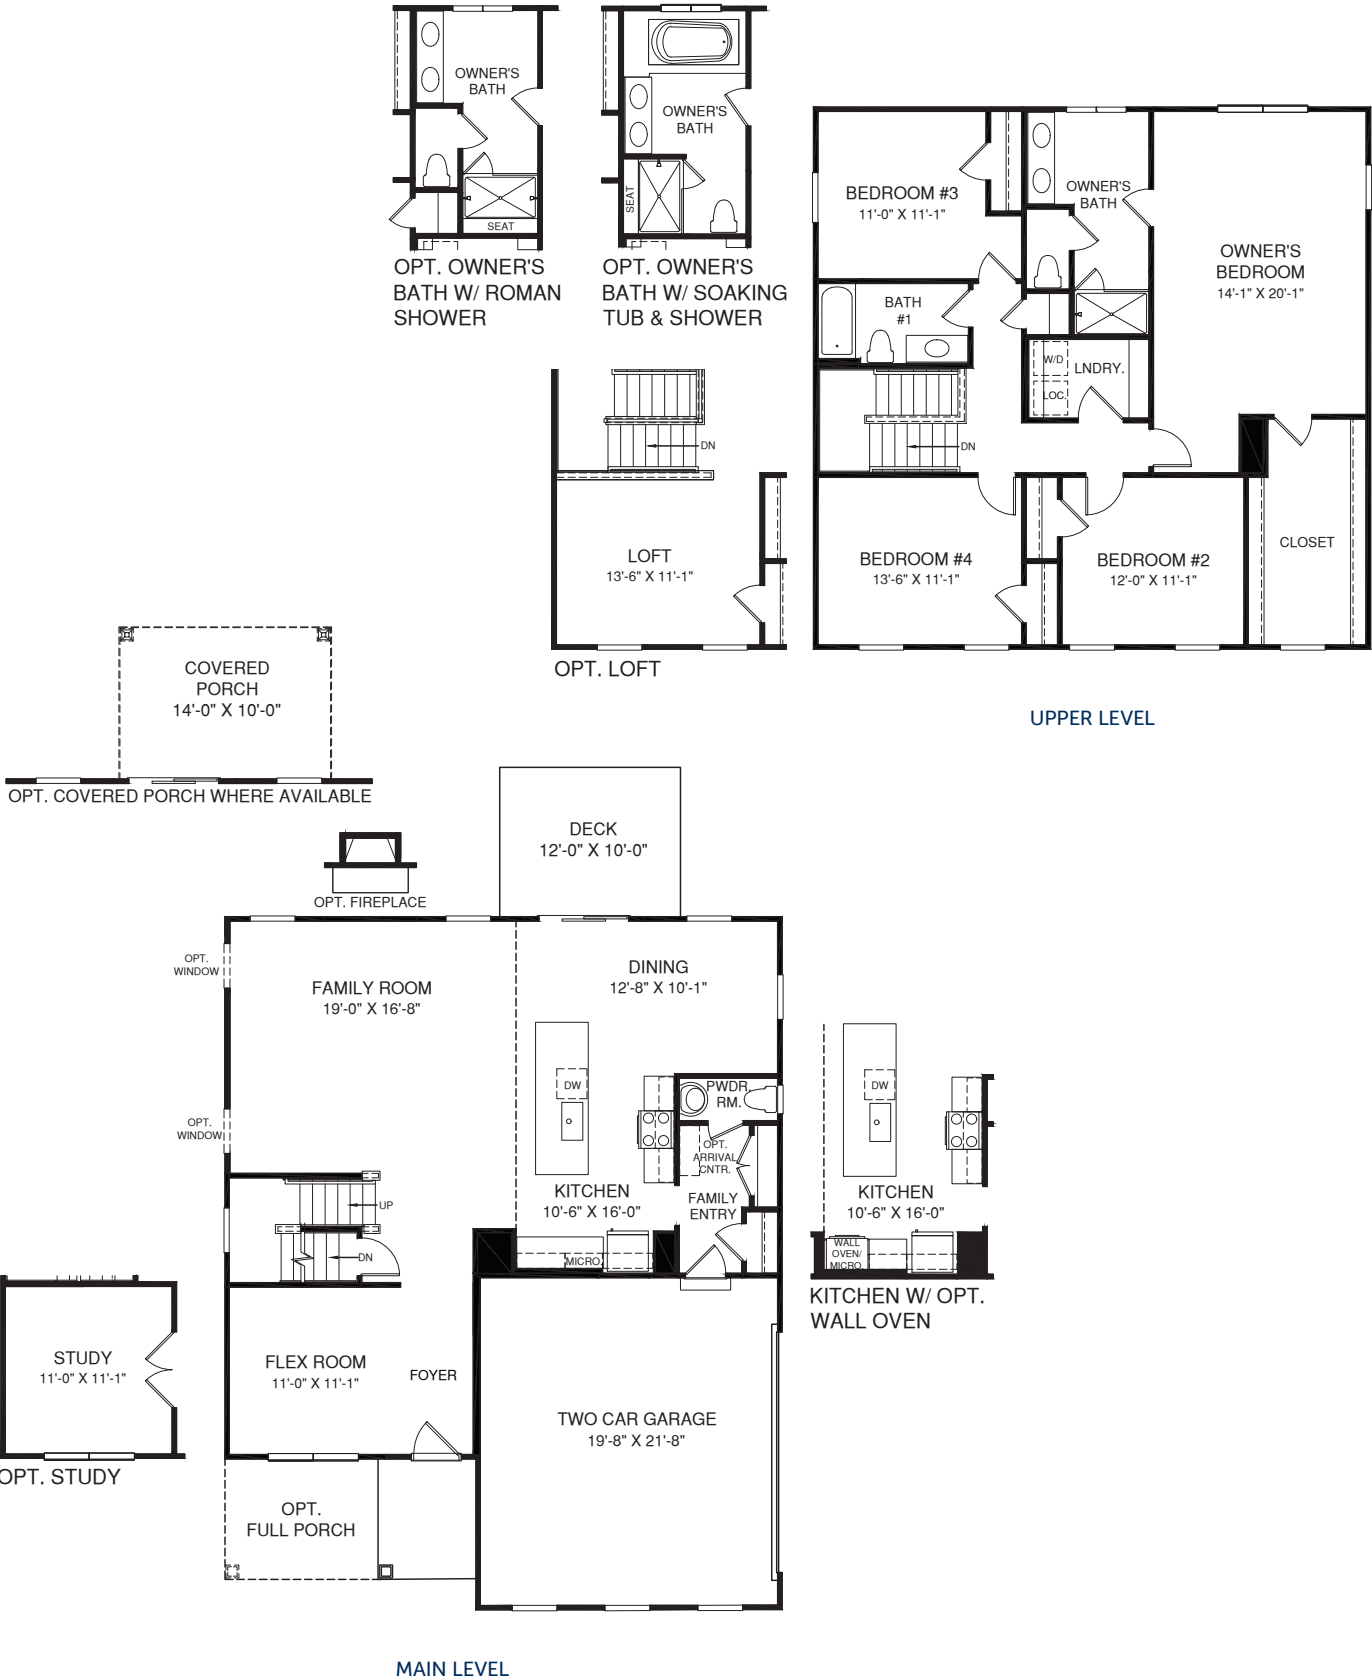 OWNER'S
BATH
SEAT
OPT. OWNER'S
BATH W/ ROMAN
SHOWER
OWNER'S
BATH
SEAT
OPT. OWNER'S
BATH W/ SOAKING
TUB & SHOWER
BEDROOM #3
11'-0" X 11'-1"
OWNER'S
BATH
OWNER'S
BEDROOM
14'-1" X 20'-1"
BATH
#1
W/D
LOC.
LNDRY.
DN
BEDROOM #4
13'-6" X 11'-1"
BEDROOM #2
12'-0" X 11'-1"
CLOSET
UPPER LEVEL
DN
LOFT
13'-6" X 11'-1"
OPT. LOFT
COVERED
PORCH
14'-0" X 10'-0"
OPT. COVERED PORCH WHERE AVAILABLE
OPT. FIREPLACE
DECK
12'-0" X 10'-0"
OPT.
WINDOW
FAMILY ROOM
19'-0" X 16'-8"
DINING
12'-8" X 10'-1"
OPT.
WINDOW
DW
PWDR.
RM.
OPT.
ARRIVAL
CNTR.
KITCHEN
10'-6" X 16'-0"
FAMILY
ENTRY
MICRO.
UP
DN
DW
KITCHEN
10'-6" X 16'-0"
WALL
OVEN/
MICRO.
KITCHEN W/ OPT.
WALL OVEN
STUDY
11'-0" X 11'-1"
OPT. STUDY
FLEX ROOM
11'-0" X 11'-1"
FOYER
TWO CAR GARAGE
19'-8" X 21'-8"
OPT.
FULL PORCH
MAIN LEVEL